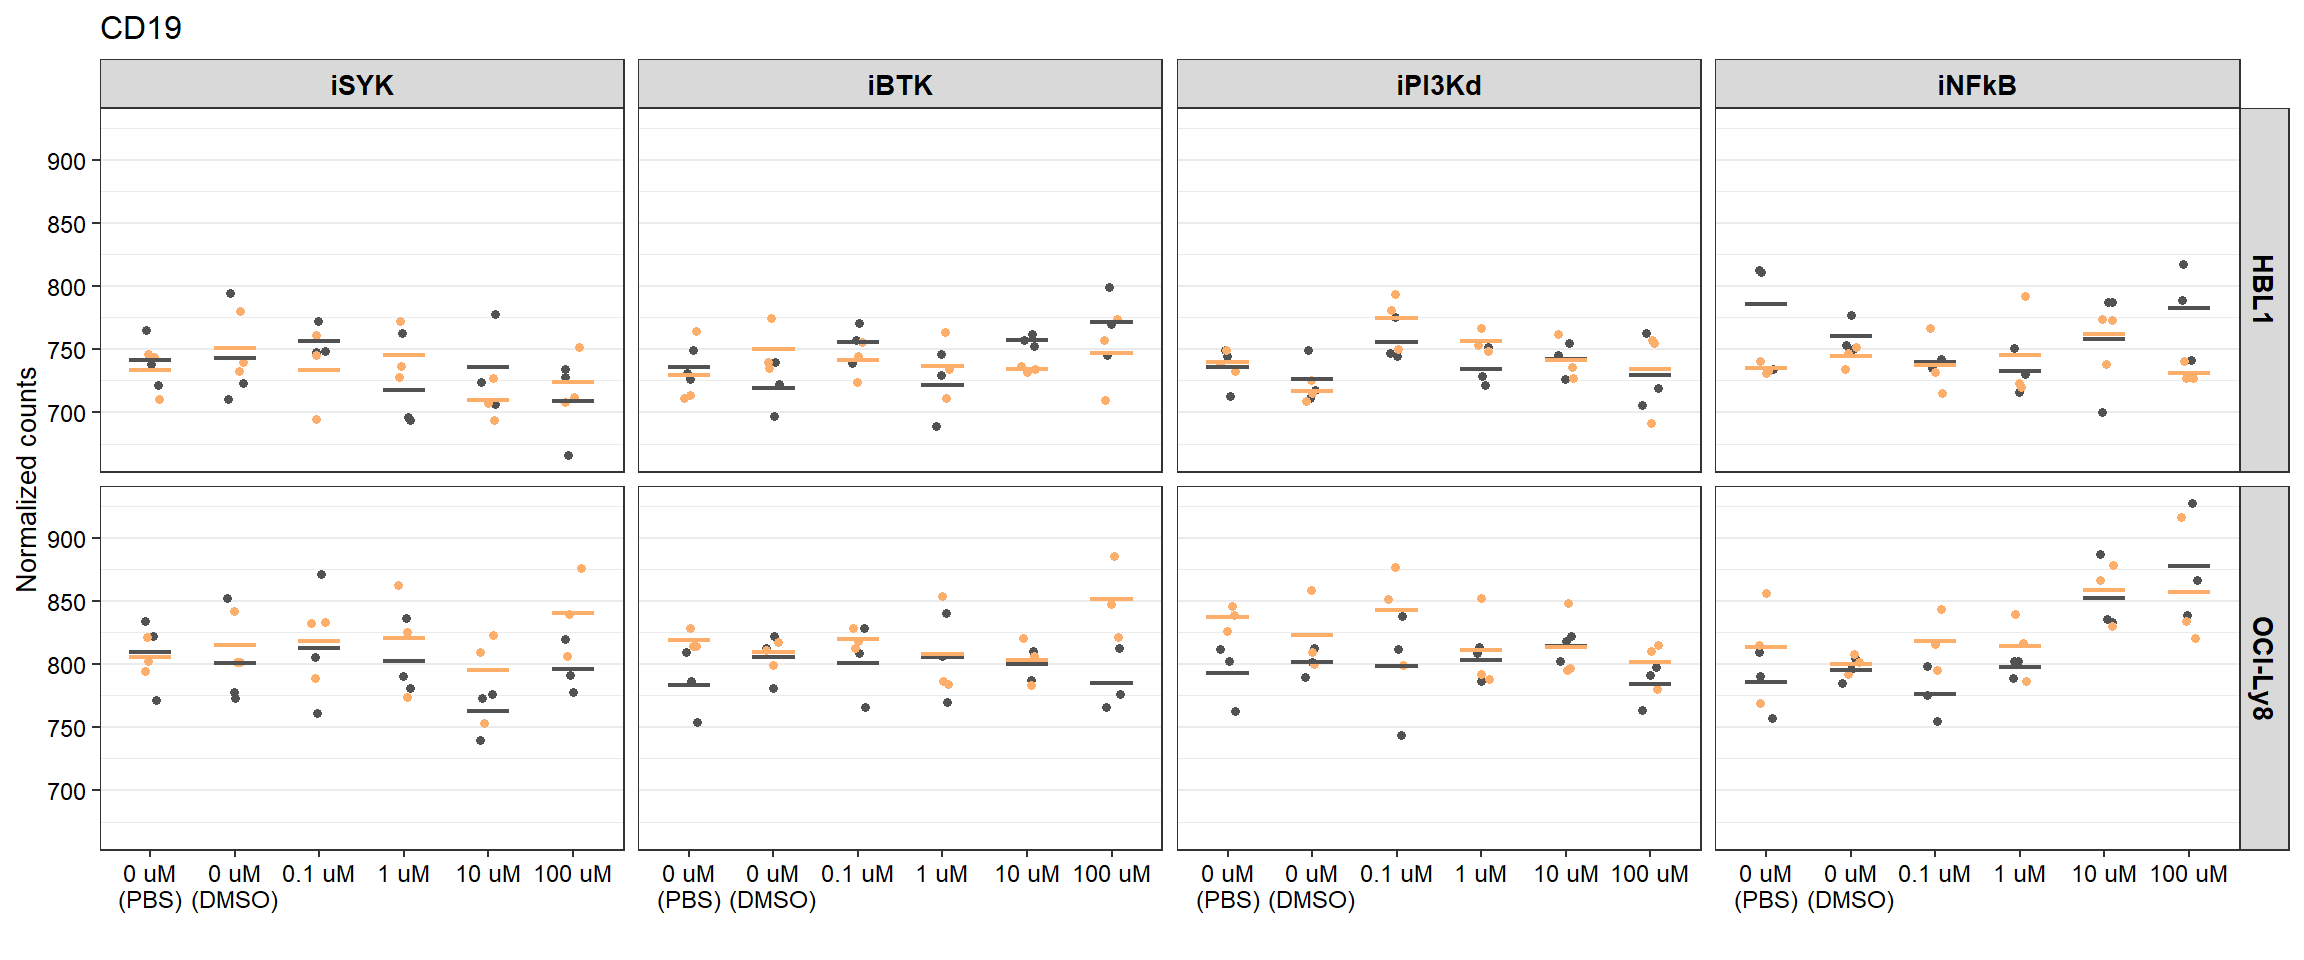 CD19
iSYK iBTK iPI3Kd iNFkB
Normalized counts
900
850
800
750
700
HBL1
900
850
800
750
700
OCI-Ly8
0 uM 0 uM 0.1 uM 1 uM 10 uM 100 uM 0 uM 0 uM 0.1 uM 1 uM 10 uM 100 uM 0 uM 0 uM 0.1 uM 1 uM 10 uM 100 uM 0 uM 0 uM 0.1 uM 1 uM 10 uM 100 uM
(PBS) (DMSO) (PBS) (DMSO) (PBS) (DMSO) (PBS) (DMSO)